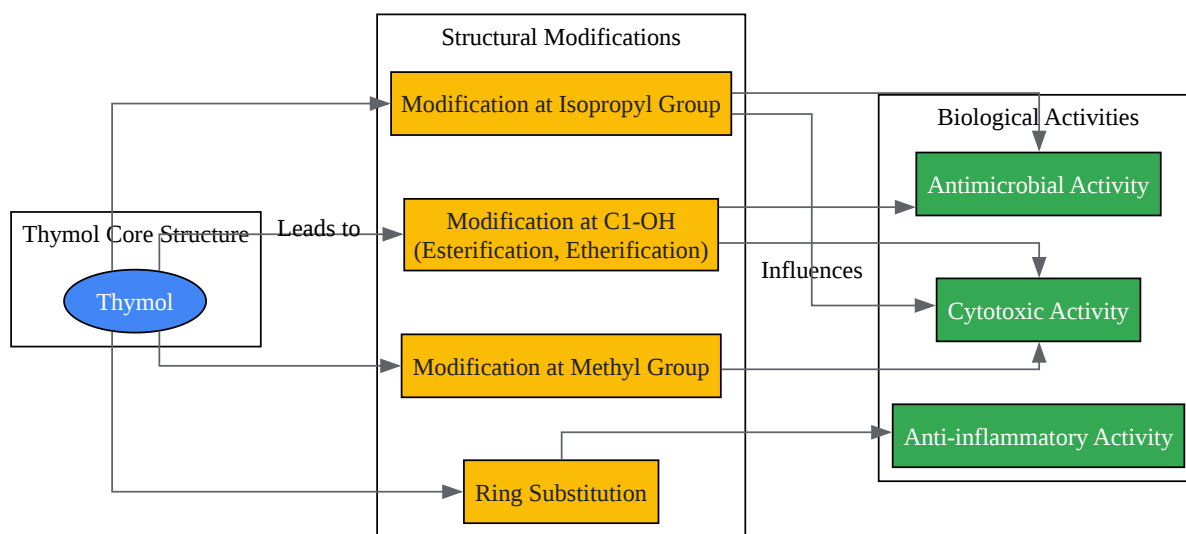 Structural Modifications
Modification at Isopropyl Group
Biological Activities
Antimicrobial Activity
Thymol Core Structure
Leads to
Modification at C1-OH
(Esterification, Etherification)
Influences
Thymol
Cytotoxic Activity
Modification at Methyl Group
Anti-inflammatory Activity
Ring Substitution